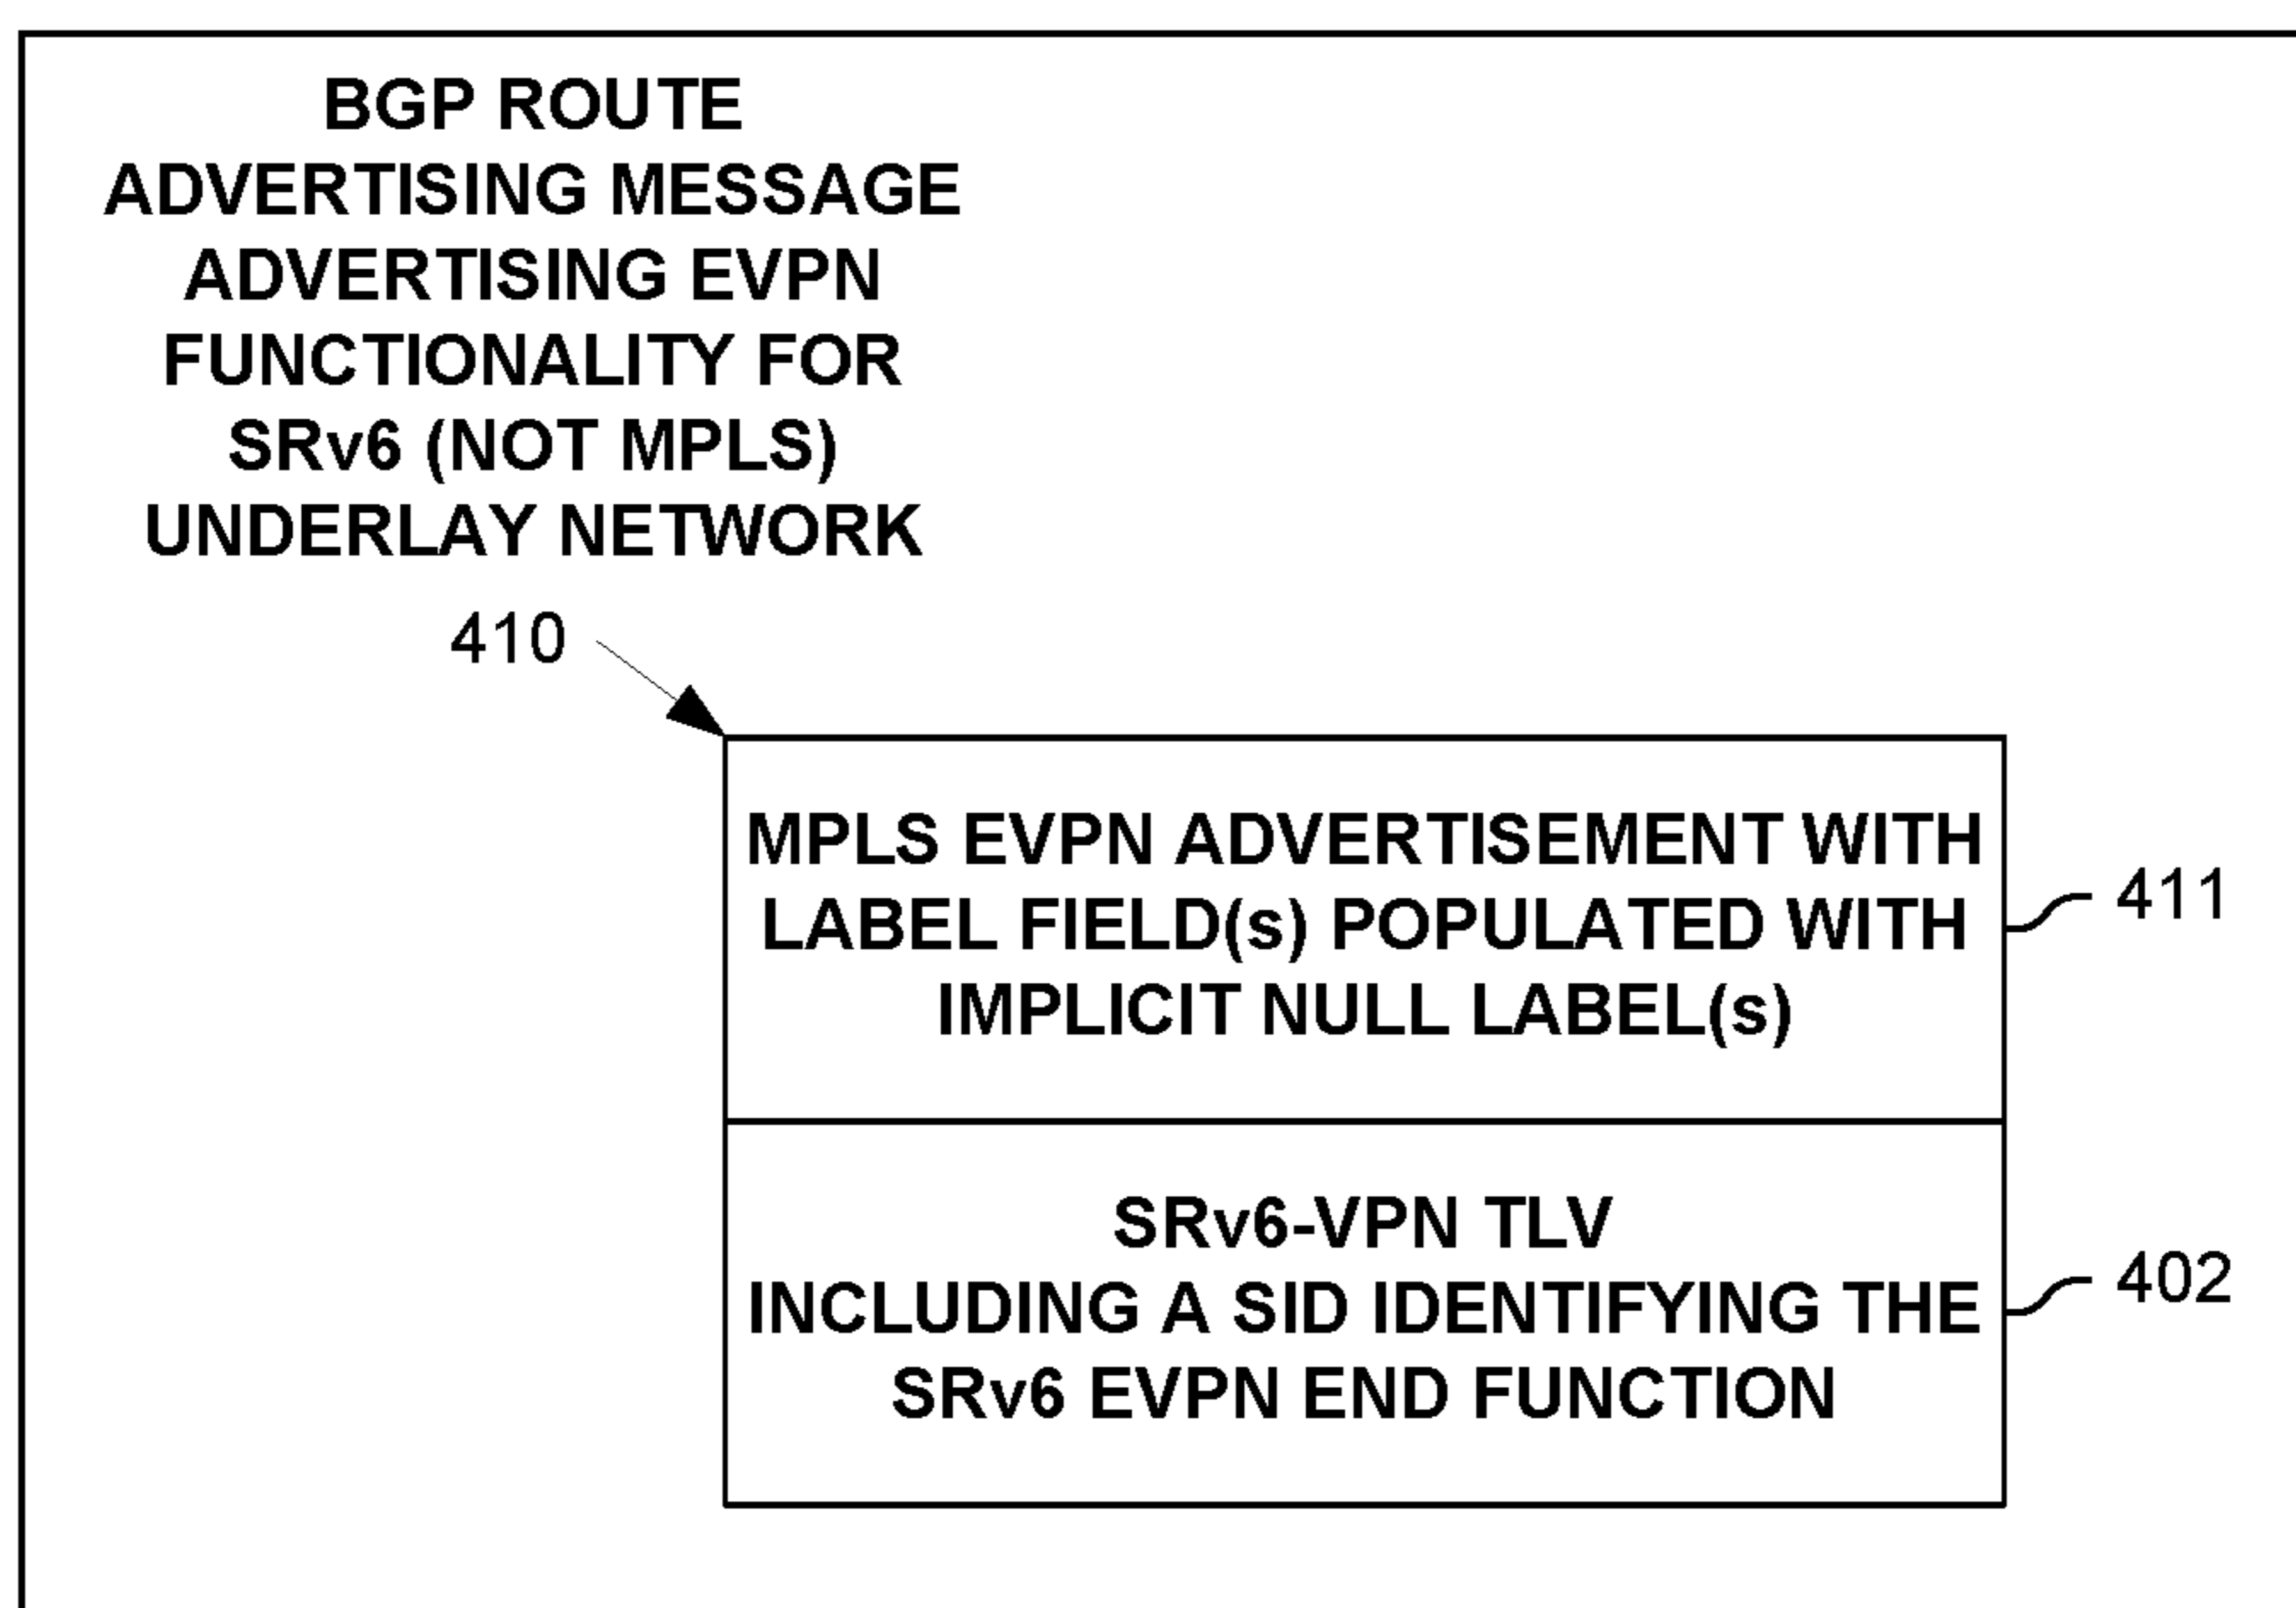 BGP ROUTE
ADVERTISING MESSAGE
ADVERTISING EVPN
FUNCTIONALITY FOR
SRv6 (NOT MPLS)
UNDERLAY NETWORK
410
MPLS EVPN ADVERTISEMENT WITH
LABEL FIELD(s) POPULATED WITH
IMPLICIT NULL LABEL(s)
411
SRv6-VPN TLV
INCLUDING A SID IDENTIFYING THE
SRv6 EVPN END FUNCTION
402